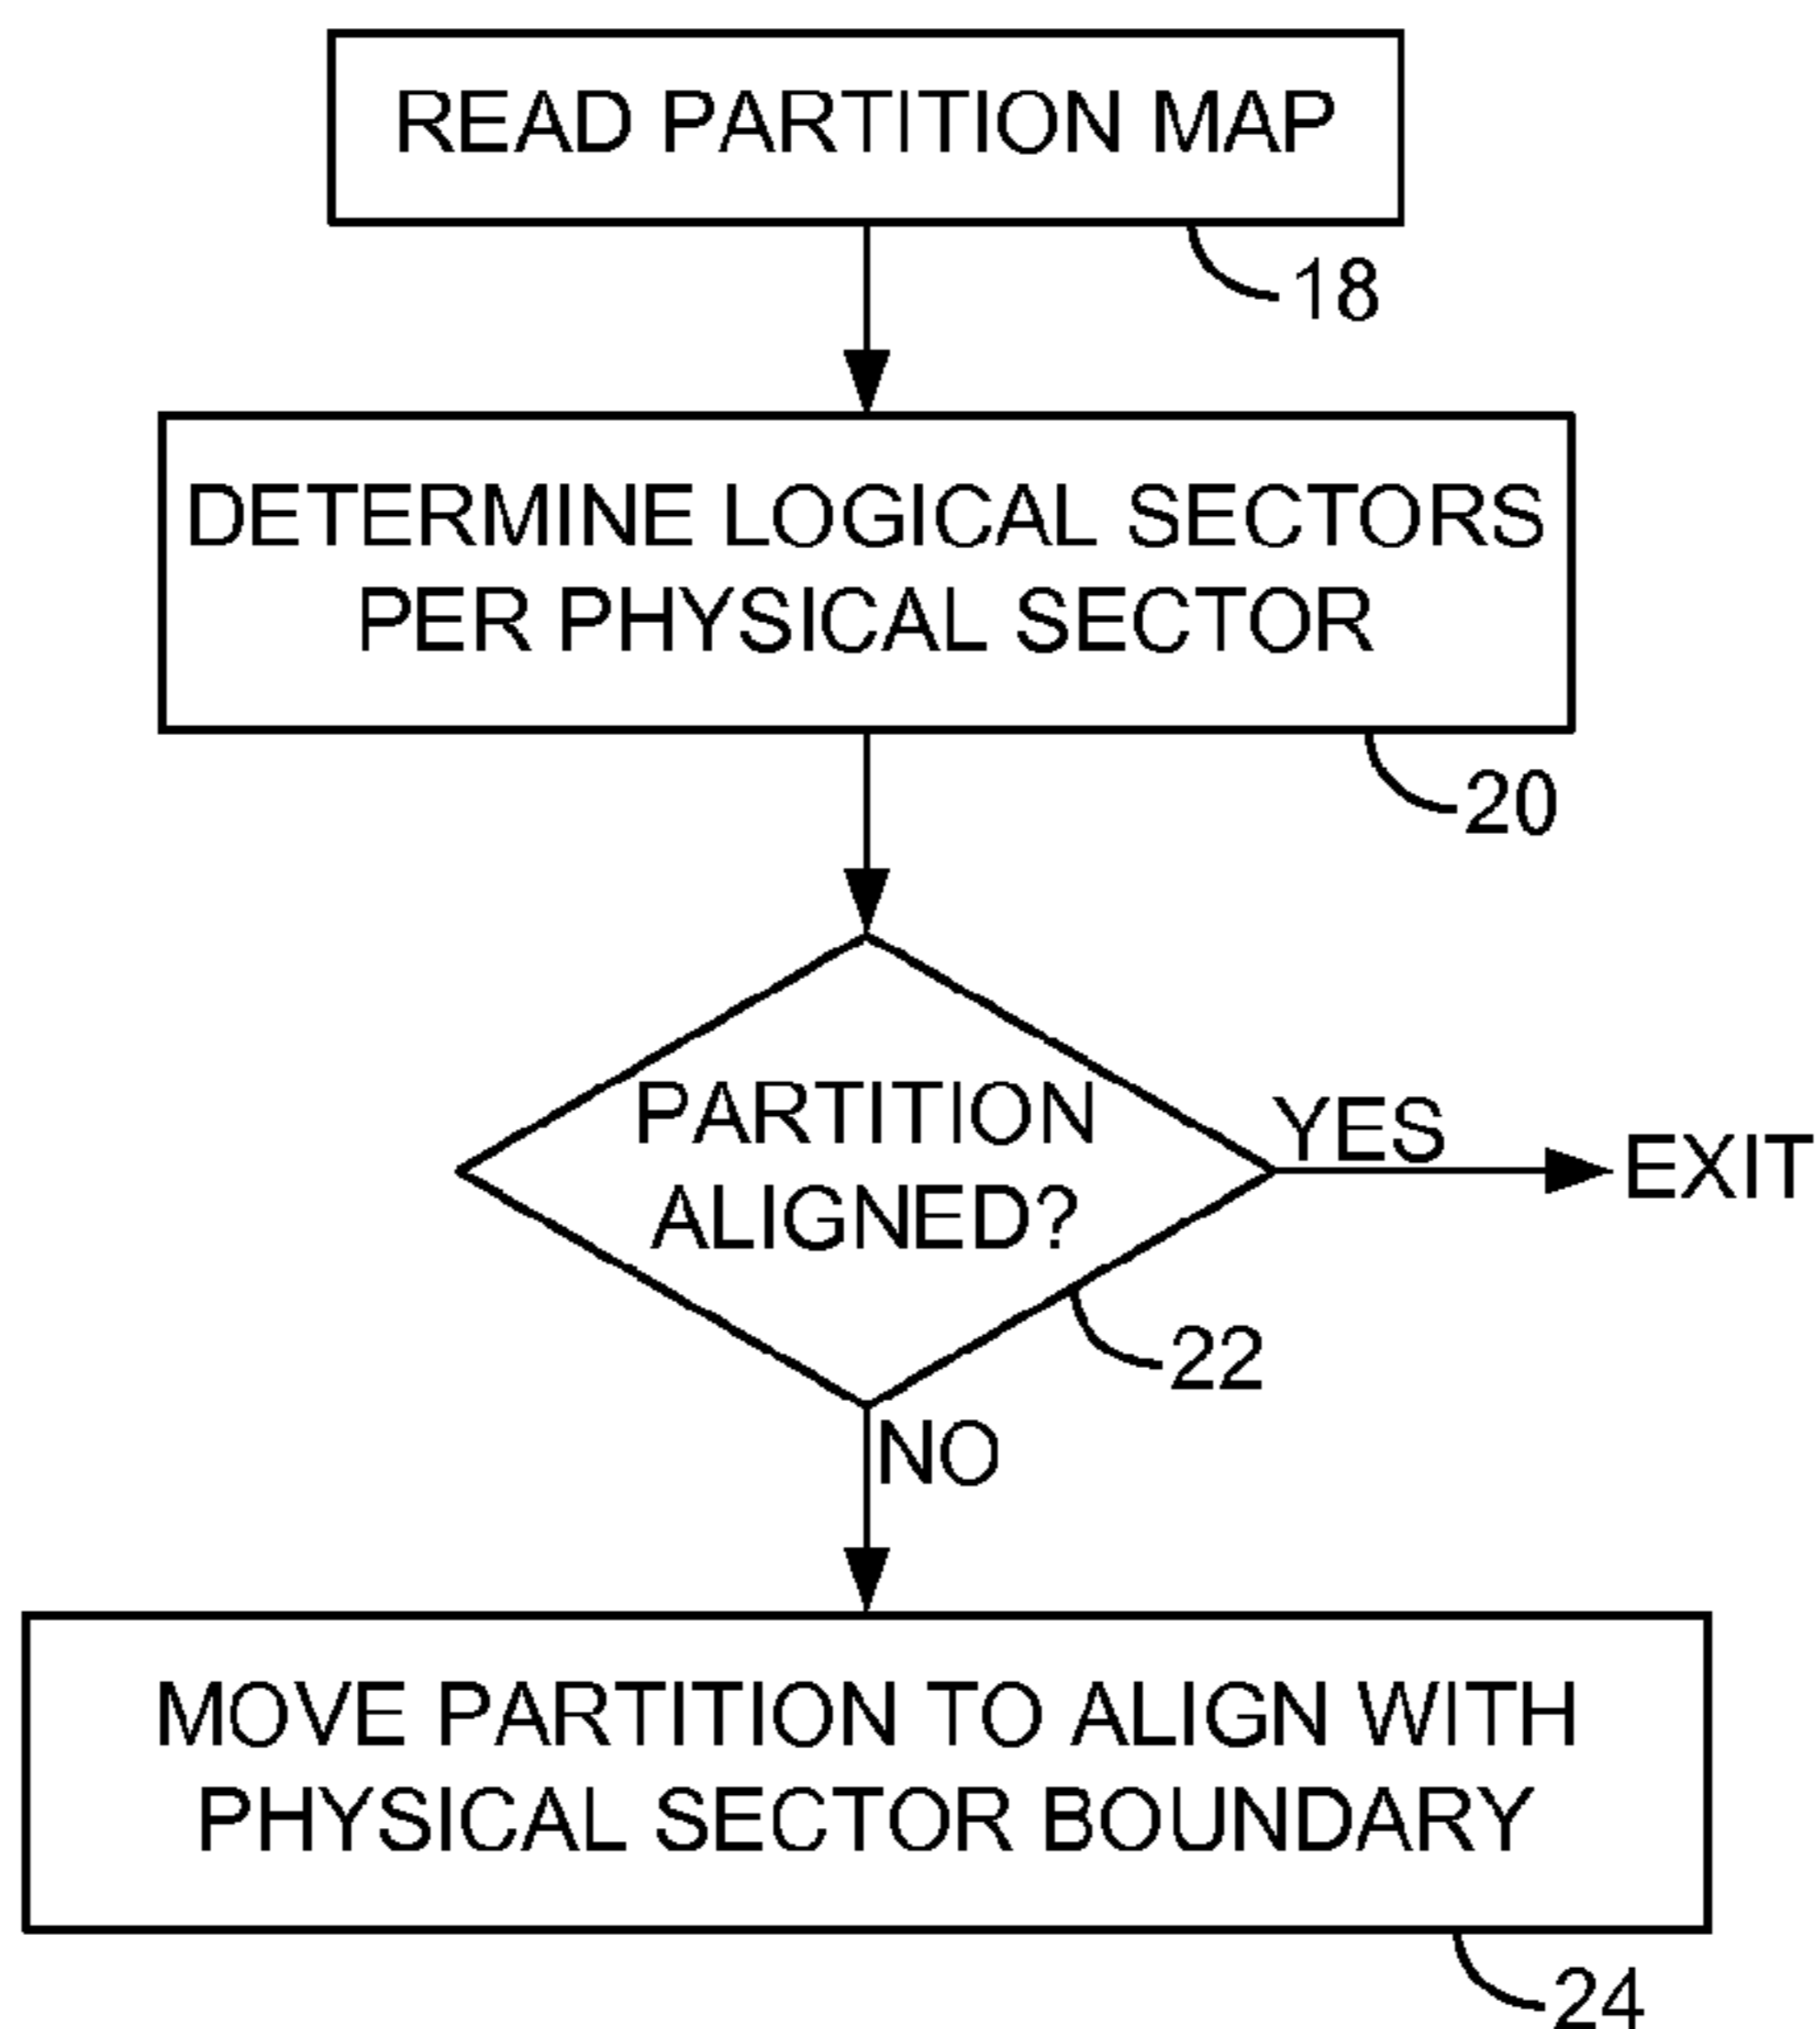 READ PARTITION MAP
18
DETERMINE LOGICAL SECTORS
PER PHYSICAL SECTOR
20
PARTITION
ALIGNED?
YES
EXIT
22
NO
MOVE PARTITION TO ALIGN WITH
PHYSICAL SECTOR BOUNDARY
24